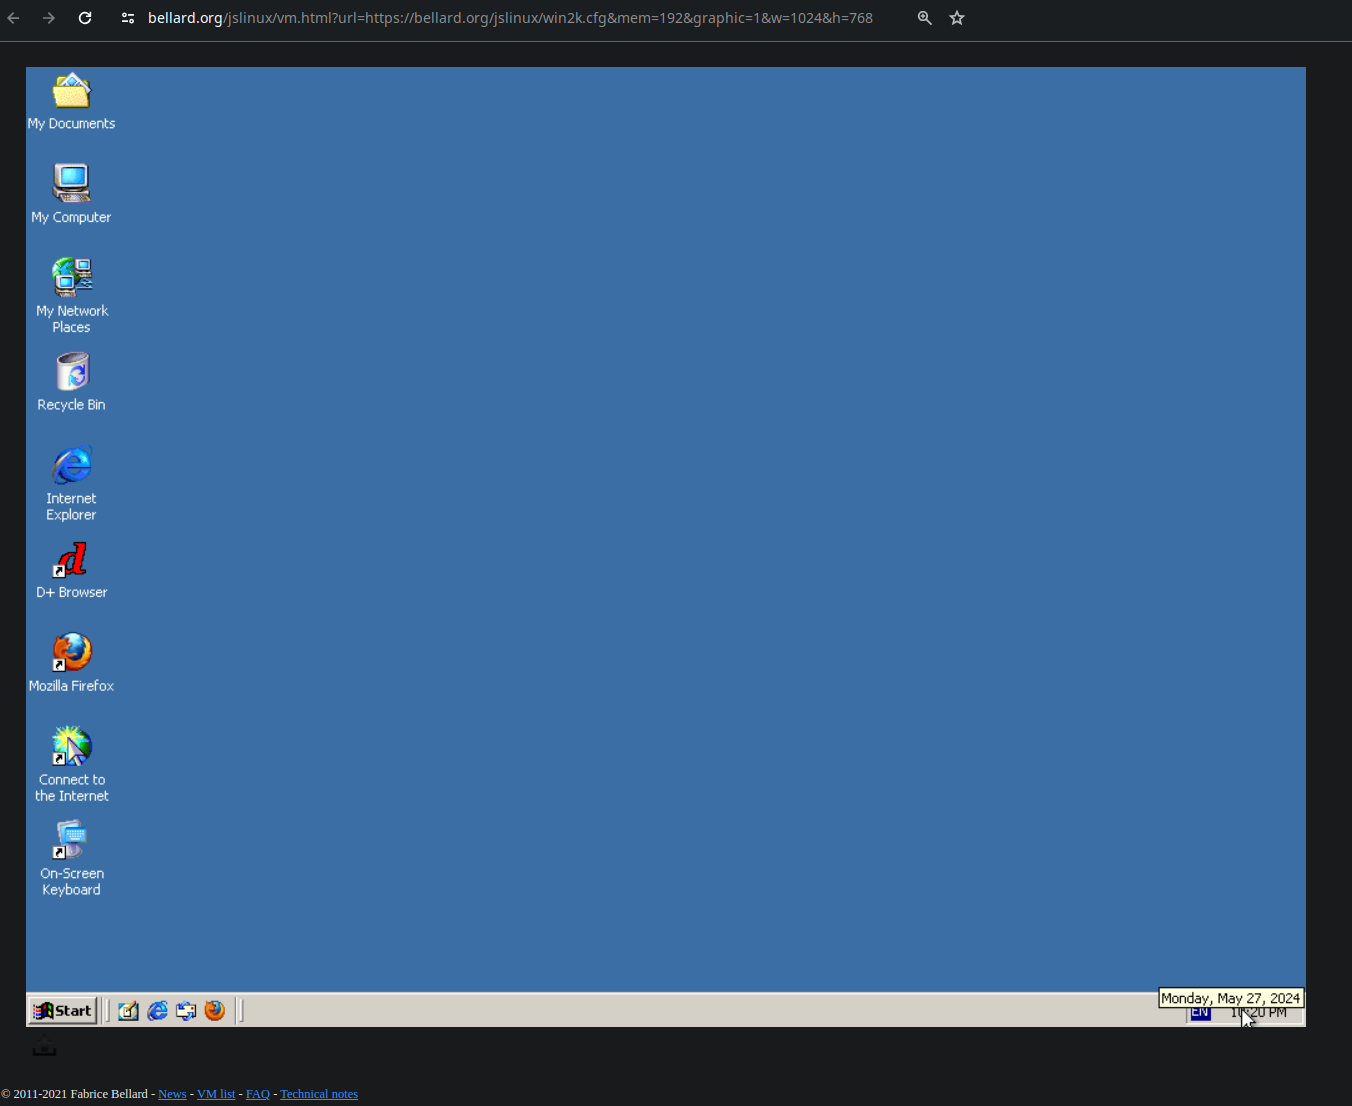 bellard.org/jslinux/vm.html?url=https://bellard.org/jslinux/win2k.cfg&mem=192&graphic=1&w=1024&h=768
My Documents
My Computer
My Network
Places
Recycle Bin
Internet
Explorer
D+ Browser
Mozilla Firefox
Connect to
the Internet
On-Screen
Keyboard
Monday, May 27, 2024
Start
EN
10:20 PM
© 2011-2021 Fabrice Bellard - News - VM list - FAQ - Technical notes